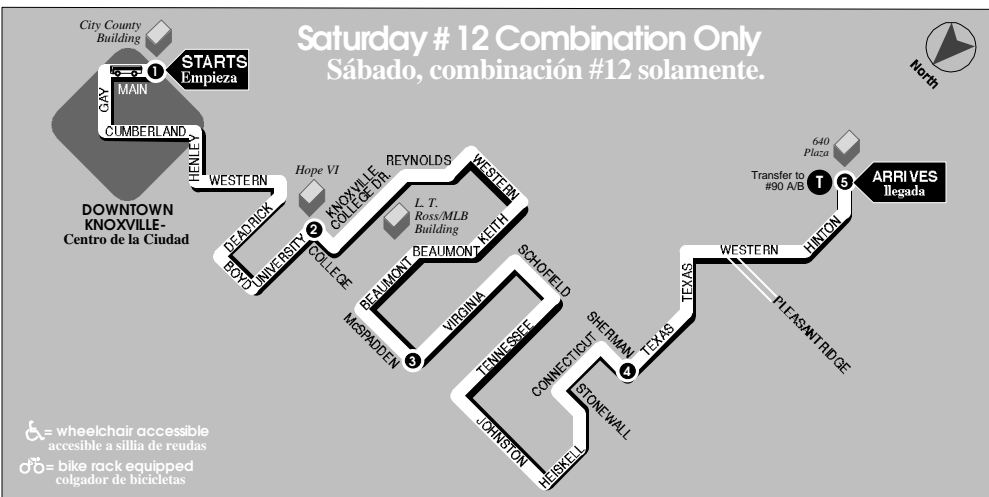 City County
Building
Saturday # 12 Combination Only
Sábado, combinación #12 solamente.
North
STARTS
Empieza
1
MAIN
GAY
CUMBERLAND
HENLEY
WESTERN
DOWNTOWN
KNOXVILLE-
Centro de la Ciudad
DEADRICK
BOYD
UNIVERSITY
Hope VI
2
COLLEGE
KNOXVILLE
COLLEGE DR.
REYNOLDS
L. T.
Ross/MLB
Building
WESTERN
KEITH
BEAUMONT
BEAUMONT
McSPADDEN
3
VIRGINIA
SCHOFIELD
TENNESSEE
JOHNSTON
HEISKELL
STONEWALL
CONNECTICUT
SHERMAN
4
TEXAS
TEXAS
WESTERN
PLEASANT RIDGE
HINTON
640
Plaza
Transfer to
#90 A/B
T
5
ARRIVES
llegada
= wheelchair accessible
accesible a sillia de reudas
= bike rack equipped
colgador de bicicletas